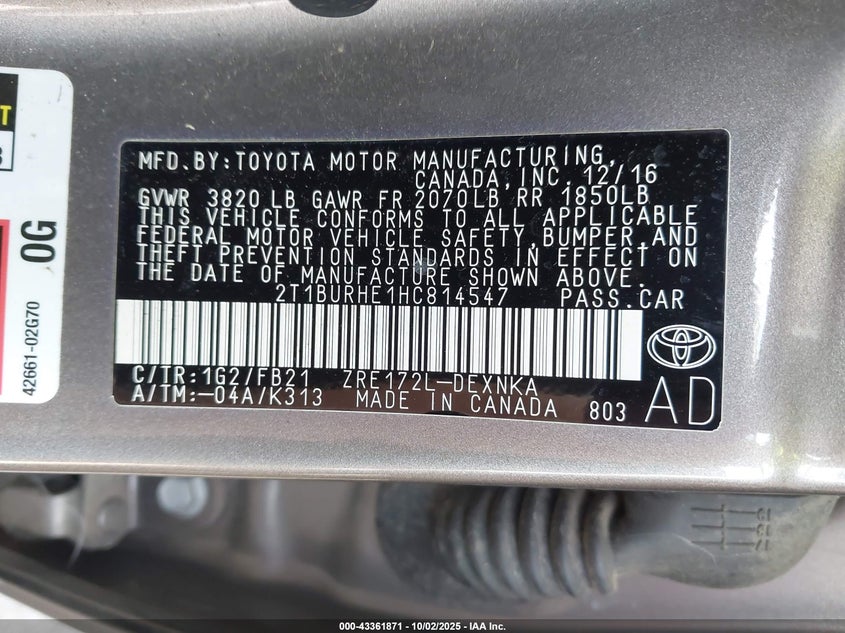 T
3
0G
42661-02G70
MFD.BY:TOYOTA MOTOR MANUFACTURING,
CANADA,INC.12/16
GVWR 3820LB GAWR FR 2070LB RR 1850LB
THIS VEHICLE CONFORMS TO ALL APPLICABLE
FEDERAL MOTOR VEHICLE SAFETY,BUMPER,AND
THEFT PREVENTION STANDARDS IN EFFECT ON
THE DATE OF MANUFACTURE SHOWN ABOVE.
2T1BURHE1HC814547 PASS.CAR
C/TR:1G2/FB21 ZRE172L-DEXNKA
A/TM:-04A/K313 MADE IN CANADA 803
AD
222
000-43361871 - 10/02/2025 - IAA Inc.